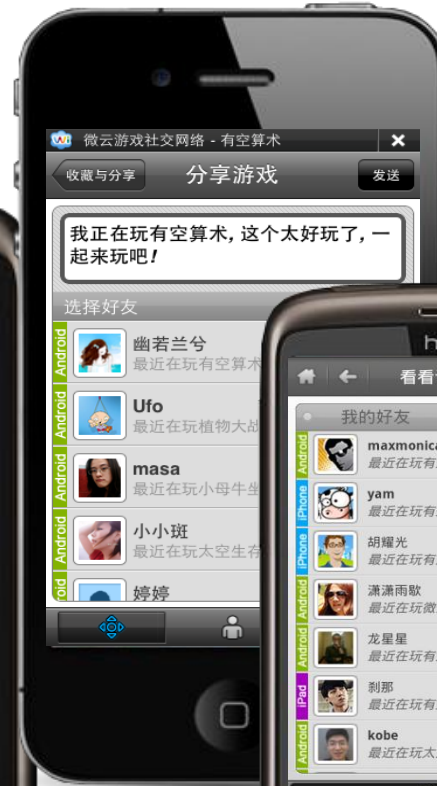 微云游戏社交网络 - 有空算术
收藏与分享
分享游戏
发送
我正在玩有空算术, 这个太好玩了, 一
起来玩吧!
选择好友
Android
幽若兰兮
最近在玩有空算术
Android
Ufo
最近在玩植物大战
Android
masa
最近在玩小母牛坐
Android
小小斑
最近在玩太空生存
oid
婷婷
h
看看
我的好友
Android
maxmonica
最近在玩有
iPhone
yam
最近在玩有
iPhone
胡耀光
最近在玩有
Android
潇潇雨歇
最近在玩微
Android
龙星星
最近在玩有
iPad
刹那
最近在玩有
Android
kobe
最近在玩太